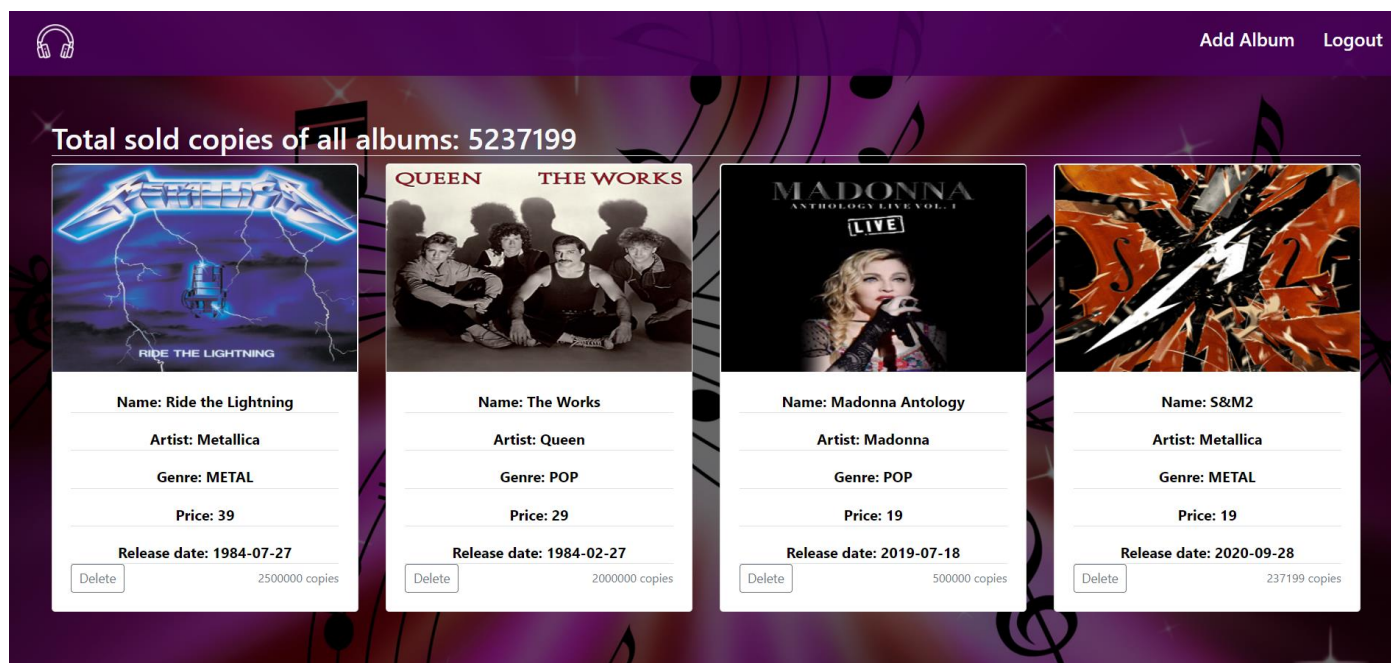 Add Album Logout
Total sold copies of all albums: 5237199
METALLICA
RIDE THE LIGHTNING
Name: Ride the Lightning
Artist: Metallica
Genre: METAL
Price: 39
Release date: 1984-07-27
Delete 2500000 copies
QUEEN THE WORKS
Name: The Works
Artist: Queen
Genre: POP
Price: 29
Release date: 1984-02-27
Delete 2000000 copies
MADONNA
ANTHOLOGY LIVE VOL. 1
LIVE
Name: Madonna Antology
Artist: Madonna
Genre: POP
Price: 19
Release date: 2019-07-18
Delete 500000 copies
M 2
Name: S&M2
Artist: Metallica
Genre: METAL
Price: 19
Release date: 2020-09-28
Delete 237199 copies